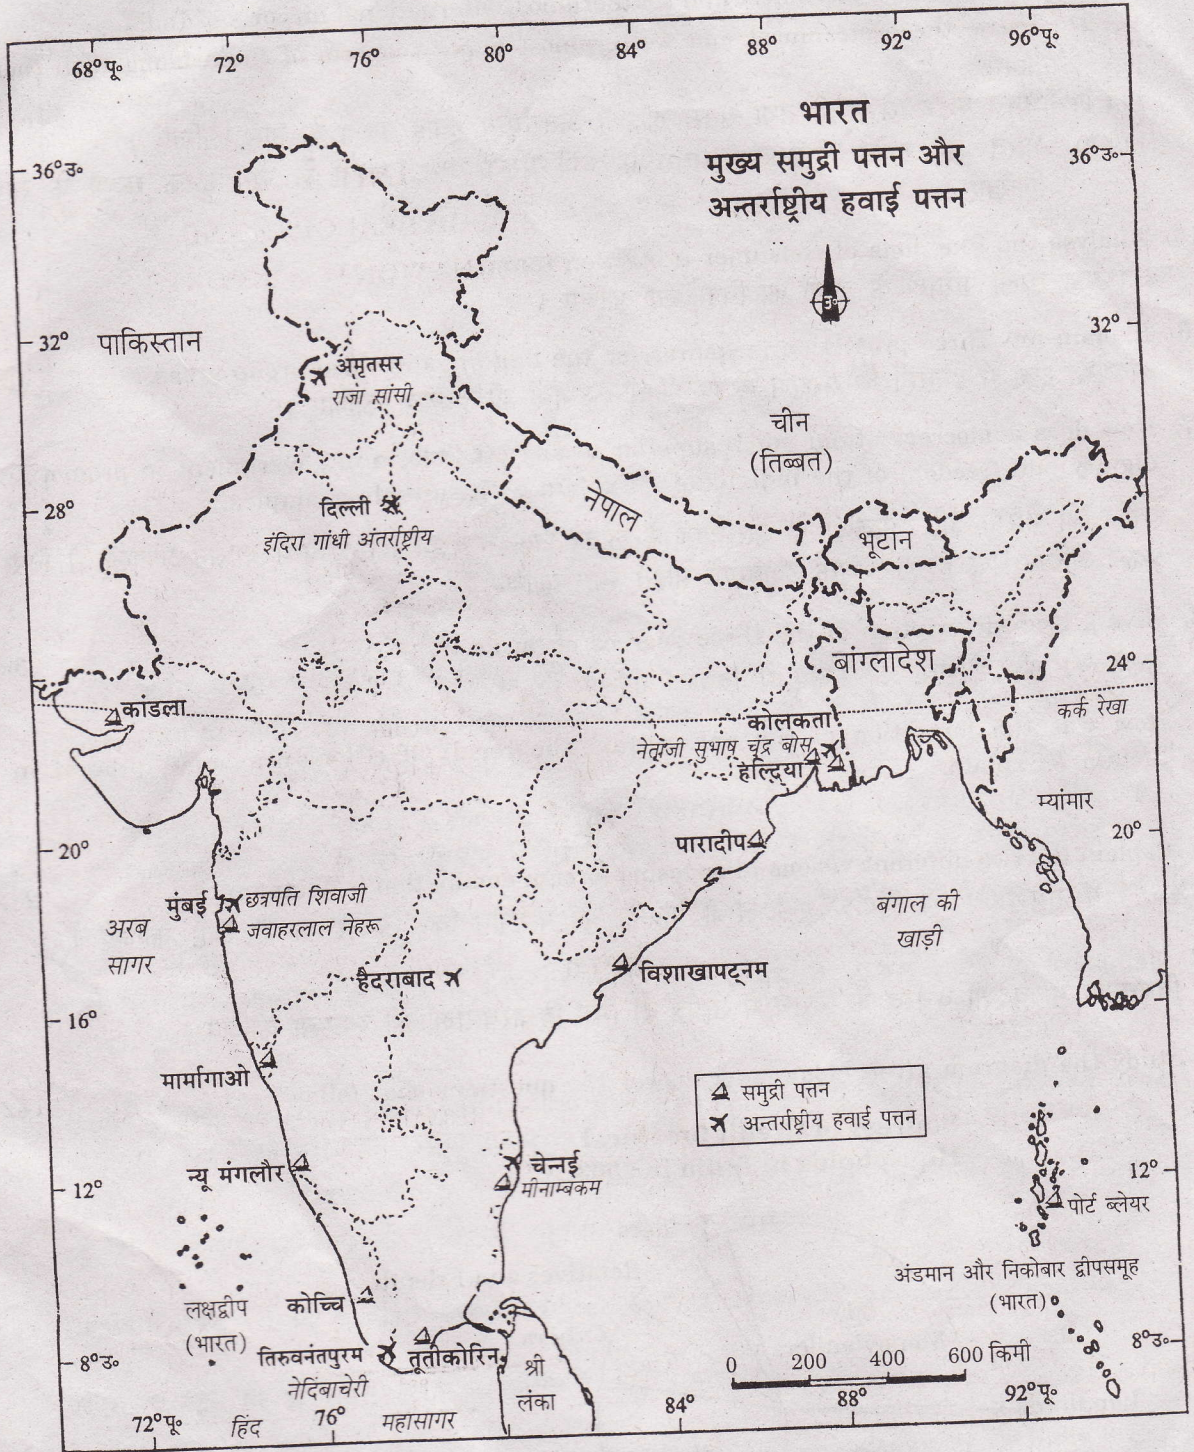 68°पू॰ 72° 76° 80° 84° 88° 92° 96°पू॰
भारत
मुख्य समुद्री पत्तन और
अन्तर्राष्ट्रीय हवाई पत्तन
36°उ॰
36°उ॰
उ॰
32°
32°
पाकिस्तान
अमृतसर
राजा सांसी
चीन
(तिब्बत)
नेपाल
28°
दिल्ली
इंदिरा गांधी अंतर्राष्ट्रीय
भूटान
बांग्लादेश
24°
कर्क रेखा
कांडला
कोलकता
नेताजी सुभाष चंद्र बोस
हेल्दिया
म्यांमार
20°
20°
पारादीप
मुंबई
छत्रपति शिवाजी
जवाहरलाल नेहरू
अरब
सागर
बंगाल की
खाड़ी
हैदराबाद
विशाखापट्नम
16°
मार्मागाओ
समुद्री पत्तन
अन्तर्राष्ट्रीय हवाई पत्तन
न्यू मंगलौर
चेन्नई
मीनाम्बकम
12°
12°
पोर्ट ब्लेयर
अंडमान और निकोबार द्वीपसमूह
(भारत)
लक्षद्वीप
(भारत)
कोच्चि
तिरुवनंतपुरम
नेदिंबाचेरी
तूतीकोरिन
श्री
लंका
8°उ॰
8°उ॰
0 200 400 600 किमी
72°पू॰ 76° 84° 88° 92°पू॰
हिंद महासागर